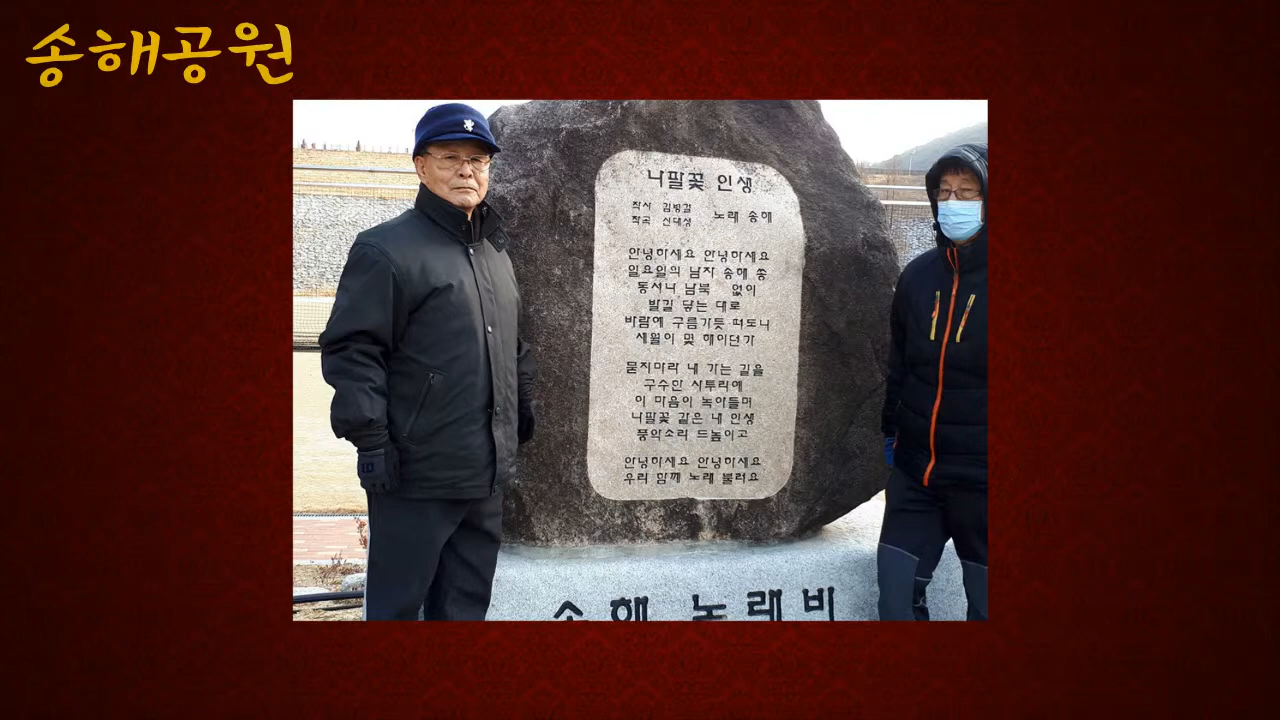 송해공원
나팔꽃 인생
작사 김병걸
작곡 신대성
노래 송해
안녕하세요 안녕하세요
일요일의 남자 송해 쏭
동서나 남북 없이
발길 닿는 대로
바람에 구름가듯 떠도니
세월이 몇 해이던가
묻지마라 내 가는 길을
구수한 사투리에
이 마음이 녹아들며
나팔꽃 같은 내 인생
풍악소리 드높이고
안녕하세요 안녕하세요
우리 함께 노래 불러요
송해 노래비